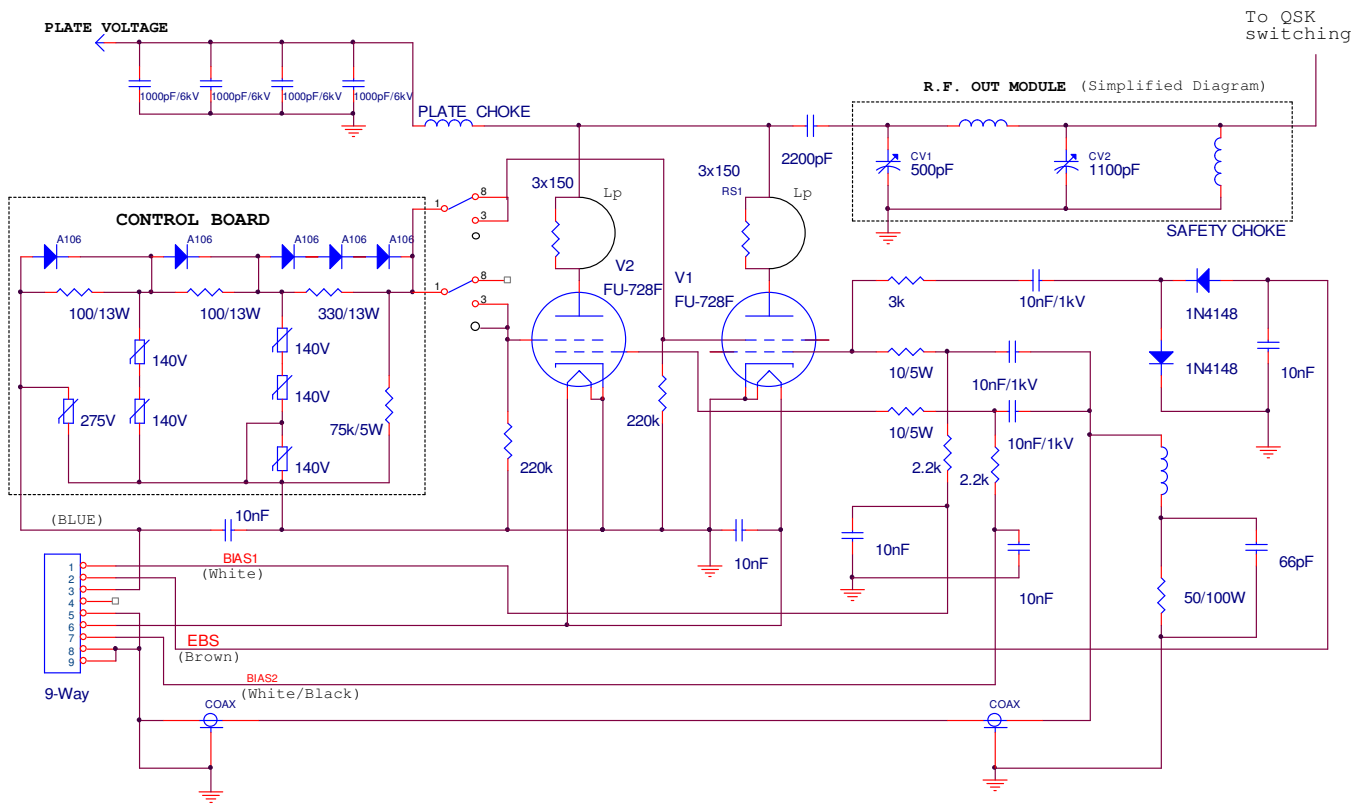 To QSK
switching
PLATE VOLTAGE
1000pF/6kV 1000pF/6kV 1000pF/6kV 1000pF/6kV
R.F. OUT MODULE (Simplified Diagram)
PLATE CHOKE
2200pF
CV1
500pF
CV2
1100pF
SAFETY CHOKE
3x150
Lp
3x150
RS1
Lp
CONTROL BOARD
A106
A106
A106
A106
A106
1
8
3
1
8
3
100/13W
100/13W
330/13W
140V
140V
140V
140V
140V
275V
75k/5W
V2
FU-728F
V1
FU-728F
220k
220k
3k
10nF/1kV
1N4148
1N4148
10nF
10/5W
10nF/1kV
10/5W
10nF/1kV
2.2k
2.2k
10nF
10nF
66pF
50/100W
(BLUE)
10nF
10nF
BIAS1
(White)
1
2
3
4
5
6
7
8
9
9-Way
EBS
(Brown)
BIAS2
(White/Black)
COAX
COAX